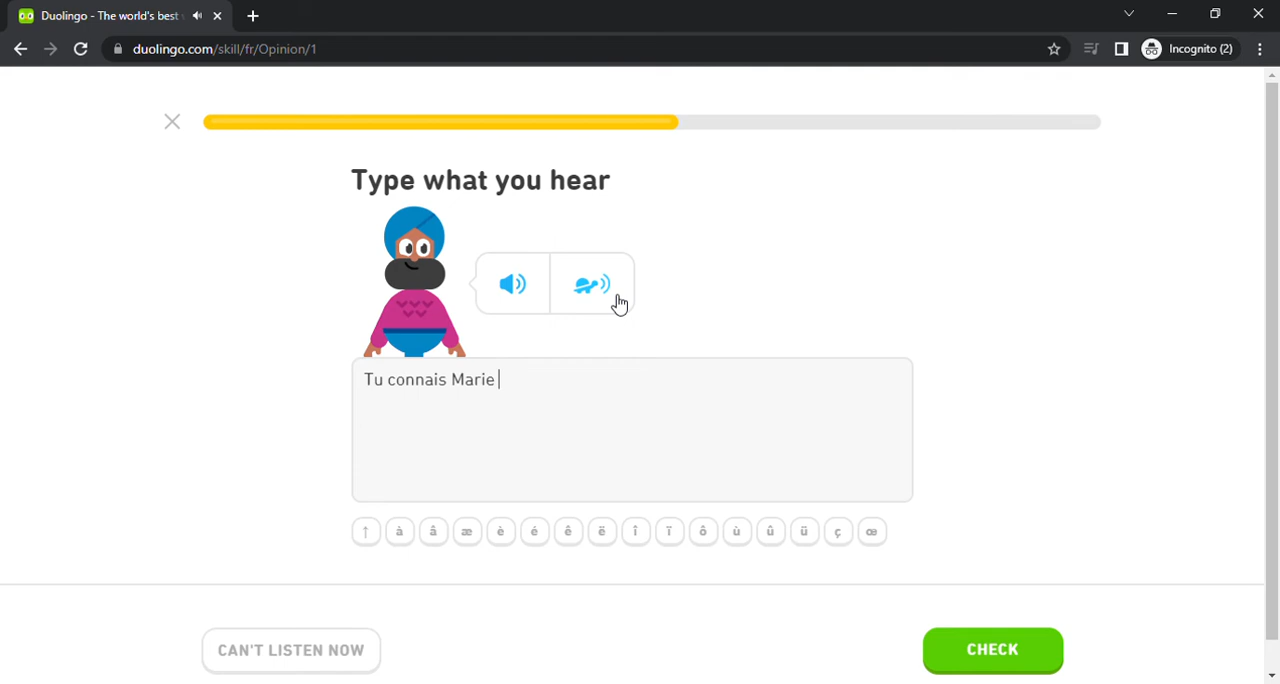 Duolingo - The world's best
duolingo.com/skill/fr/Opinion/1
Incognito (2)
Type what you hear
Tu connais Marie
↑ à â æ è é ê ë î ï ô ù û ü ç œ
CAN'T LISTEN NOW
CHECK